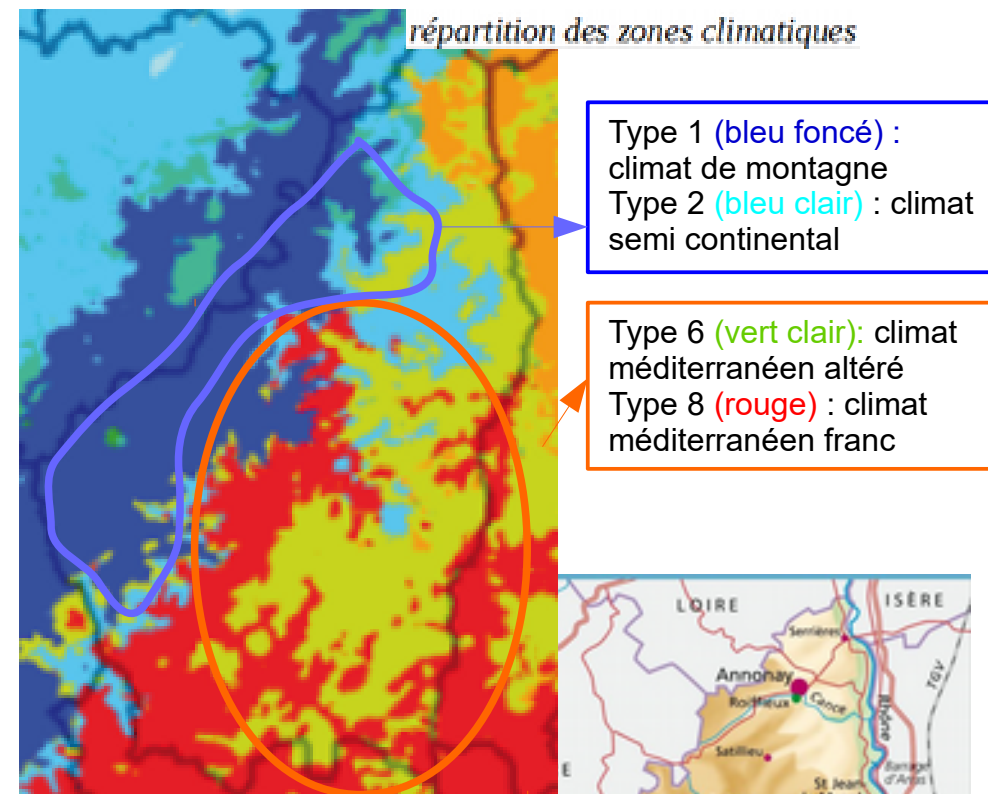 répartition des zones climatiques
Type 1 (bleu foncé) :
climat de montagne
Type 2 (bleu clair) : climat
semi continental
Type 6 (vert clair): climat
méditerranéen altéré
Type 8 (rouge) : climat
méditerranéen franc
LOIRE
ISÈRE
Serrières
Annonay
TGV
Roiffieux
Cance
Rhône
Satillieu
E
Barrage
St Jean